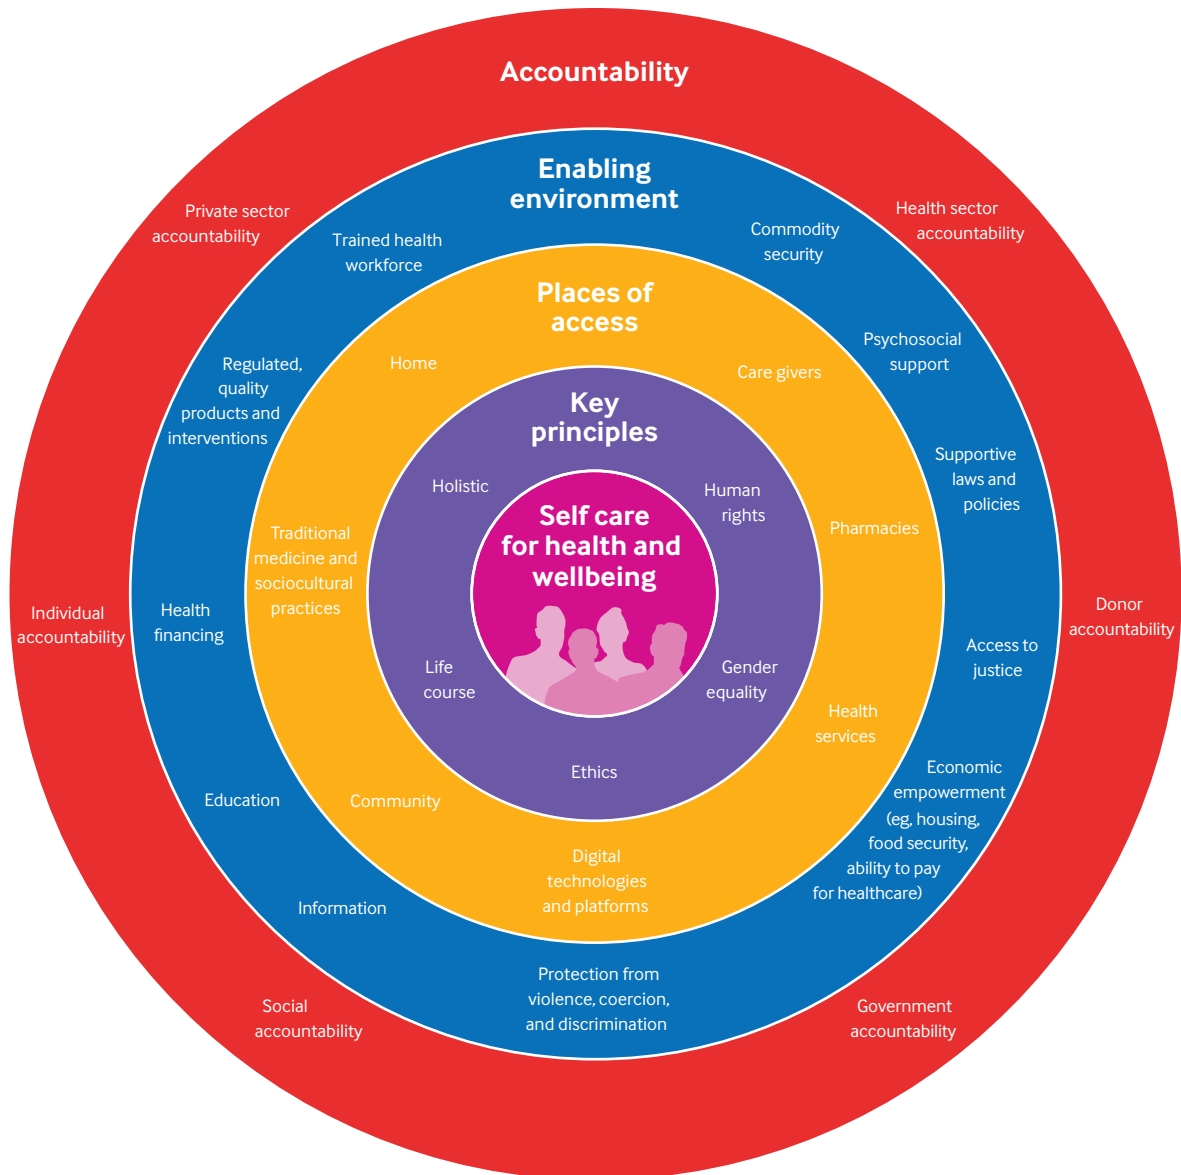 Accountability
Private sector
accountability
Health sector
accountability
Individual
accountability
Donor
accountability
Social
accountability
Government
accountability
Enabling
environment
Trained health
workforce
Commodity
security
Regulated,
quality
products and
interventions
Psychosocial
support
Supportive
laws and
policies
Health
financing
Access to
justice
Education
Economic
empowerment
(eg, housing,
food security,
ability to pay
for healthcare)
Information
Protection from
violence, coercion,
and discrimination
Places of
access
Home
Care givers
Traditional
medicine and
sociocultural
practices
Pharmacies
Health
services
Community
Digital
technologies
and platforms
Key
principles
Holistic
Human
rights
Life
course
Gender
equality
Ethics
Self care
for health and
wellbeing